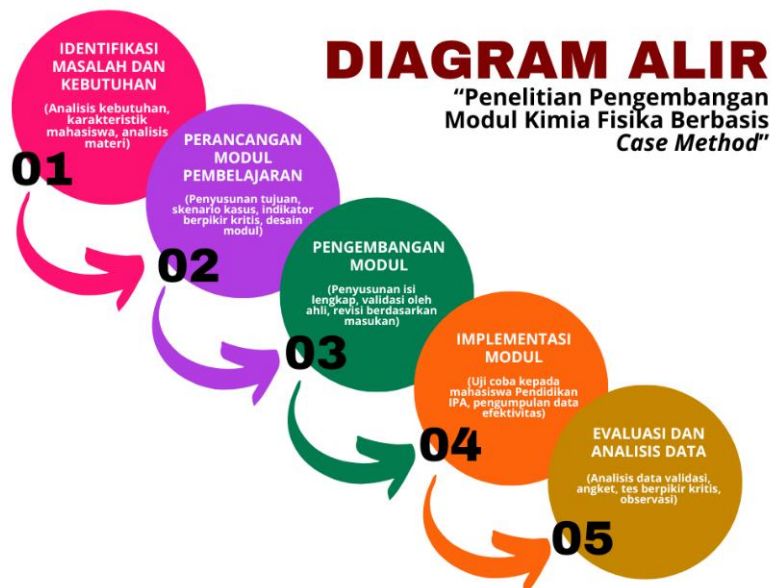 DIAGRAM ALIR
“Penelitian Pengembangan
Modul Kimia Fisika Berbasis
Case Method”
IDENTIFIKASI
MASALAH DAN
KEBUTUHAN
(Analisis kebutuhan,
karakteristik
mahasiswa, analisis
materi)
01
PERANCANGAN
MODUL
PEMBELAJARAN
(Penyusunan tujuan,
skenario kasus, indikator
berpikir kritis, desain
modul)
02
PENGEMBANGAN
MODUL
(Penyusunan isi
lengkap, validasi oleh
ahli, revisi berdasarkan
masukan)
03
IMPLEMENTASI
MODUL
(Uji coba kepada
mahasiswa Pendidikan
IPA, pengumpulan data
efektivitas)
04
EVALUASI DAN
ANALISIS DATA
(Analisis data validasi,
angket, tes berpikir kritis,
observasi)
05